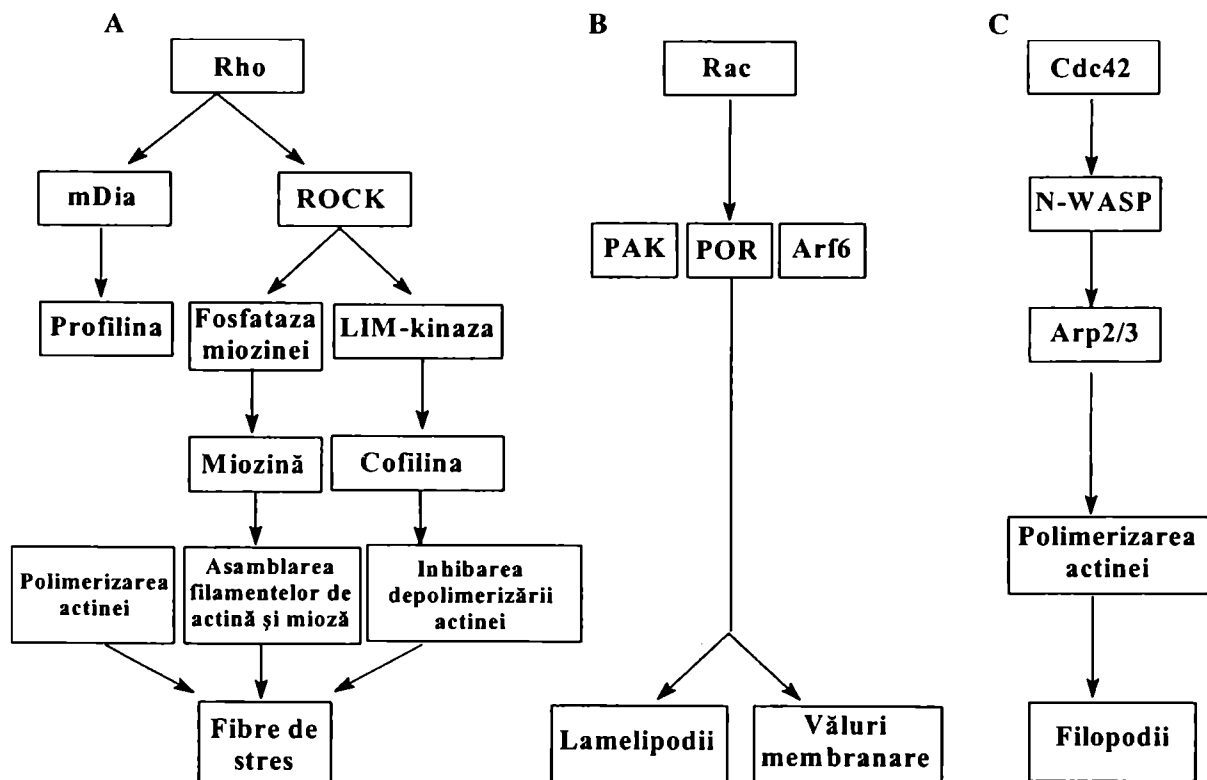 A
B
C
Rho
Rac
Cdc42
mDia
ROCK
N-WASP
PAK
POR
Arf6
Profilina
Fosfataza
miozinei
LIM-kinaza
Arp2/3
Miozină
Cofilina
Polimerizarea
actinei
Asamblarea
filamentelor de
actină și mioză
Inhibarea
depolimerizării
actinei
Polimerizarea
actinei
Fibre de
stres
Lamelipodii
Văluri
membranare
Filopodii